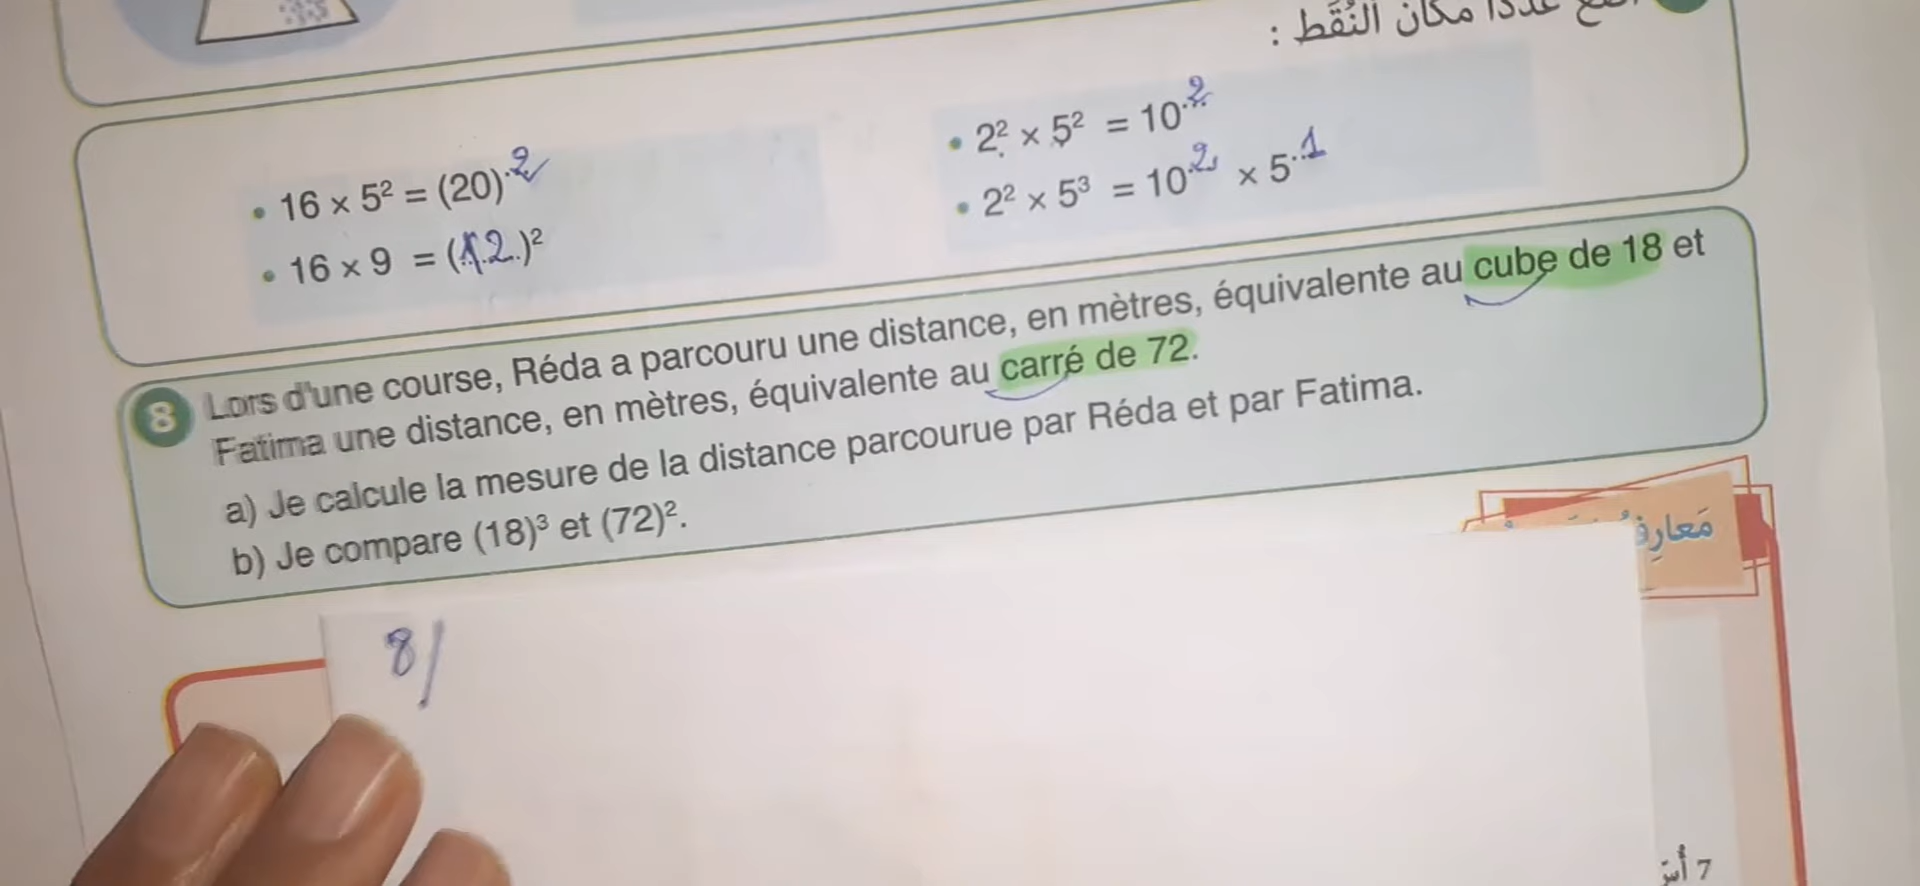 مكان النُّقَط :
• 16 × 5² = (20)²
• 16 × 9 = (12)²
• 2² × 5² = 10²
• 2² × 5³ = 10² × 5¹
8 Lors d'une course, Réda a parcouru une distance, en mètres, équivalente au cube de 18 et
Fatima une distance, en mètres, équivalente au carré de 72.
a) Je calcule la mesure de la distance parcourue par Réda et par Fatima.
b) Je compare (18)³ et (72)².
8/
7